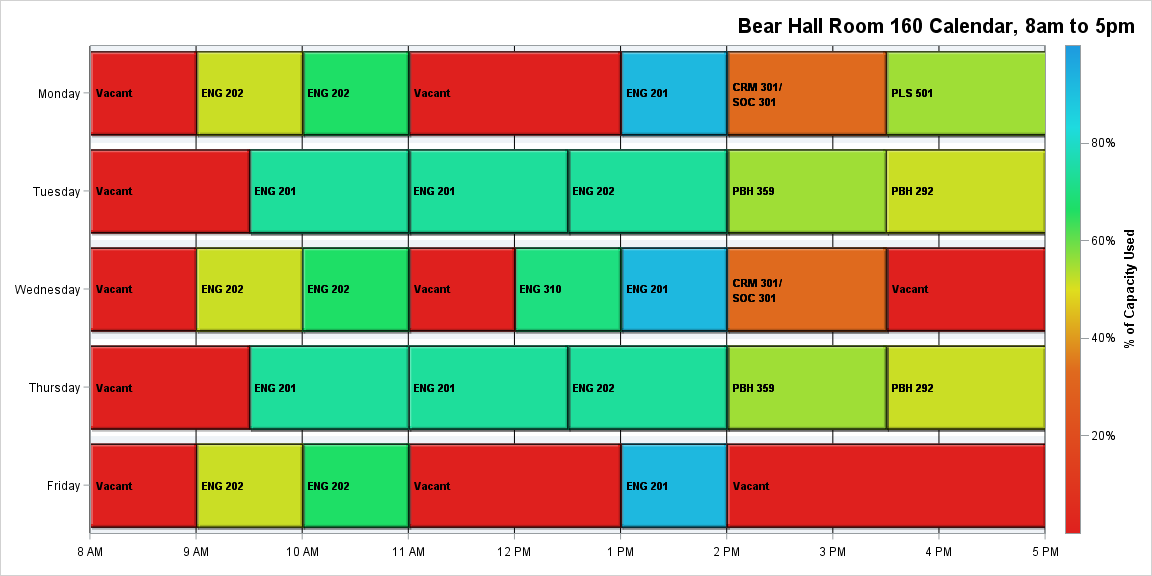 Bear Hall Room 160 Calendar, 8am to 5pm
Monday
Vacant
ENG 202
ENG 202
Vacant
ENG 201
CRM 301/
SOC 301
PLS 501
Tuesday
Vacant
ENG 201
ENG 201
ENG 202
PBH 359
PBH 292
Wednesday
Vacant
ENG 202
ENG 202
Vacant
ENG 310
ENG 201
CRM 301/
SOC 301
Vacant
Thursday
Vacant
ENG 201
ENG 201
ENG 202
PBH 359
PBH 292
Friday
Vacant
ENG 202
ENG 202
Vacant
ENG 201
Vacant
8 AM
9 AM
10 AM
11 AM
12 PM
1 PM
2 PM
3 PM
4 PM
5 PM
80%
60%
40%
20%
% of Capacity Used